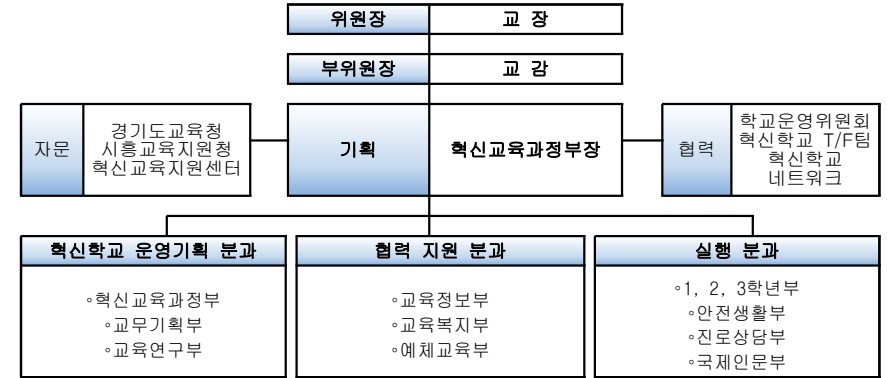 위원장 교 장
부위원장 교 감
자문
경기도교육청
시흥교육지원청
혁신교육지원센터
기획 혁신교육과정부장
협력
학교운영위원회
혁신학교 T/F팀
혁신학교
네트워크
혁신학교 운영기획 분과
◦혁신교육과정부
◦교무기획부
◦교육연구부
협력 지원 분과
◦교육정보부
◦교육복지부
◦예체교육부
실행 분과
◦1, 2, 3학년부
◦안전생활부
◦진로상담부
◦국제인문부